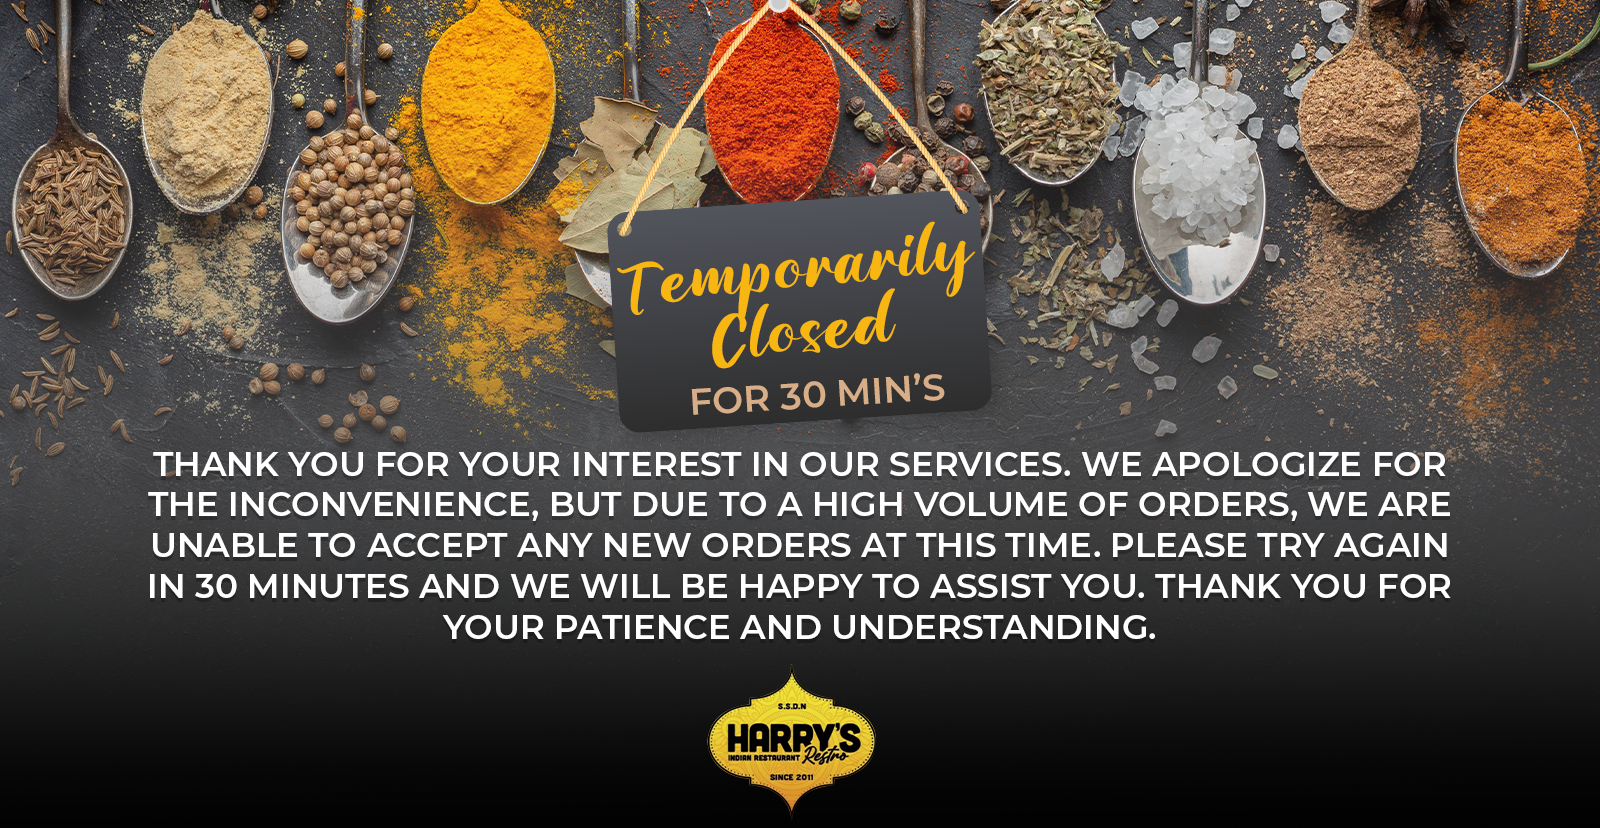 Temporarily
Closed
FOR 30 MIN'S
THANK YOU FOR YOUR INTEREST IN OUR SERVICES. WE APOLOGIZE FOR
THE INCONVENIENCE, BUT DUE TO A HIGH VOLUME OF ORDERS, WE ARE
UNABLE TO ACCEPT ANY NEW ORDERS AT THIS TIME. PLEASE TRY AGAIN
IN 30 MINUTES AND WE WILL BE HAPPY TO ASSIST YOU. THANK YOU FOR
YOUR PATIENCE AND UNDERSTANDING.
S.S.D.N
HARRY'S
INDIAN RESTAURANT Restro
SINCE 2011